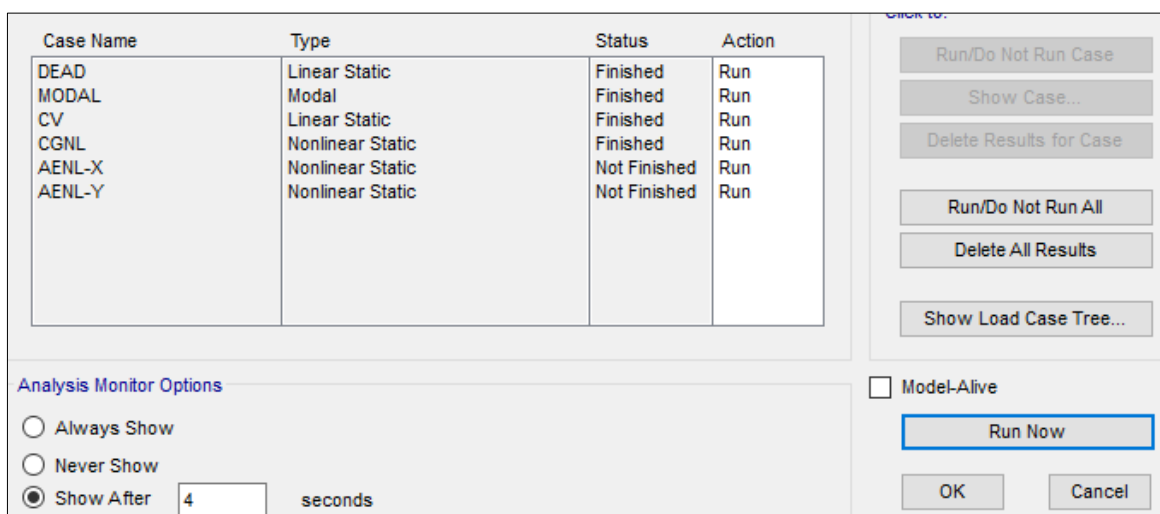 Click to:
Case Name Type Status Action
DEAD Linear Static Finished Run
MODAL Modal Finished Run
CV Linear Static Finished Run
CGNL Nonlinear Static Finished Run
AENL-X Nonlinear Static Not Finished Run
AENL-Y Nonlinear Static Not Finished Run
Run/Do Not Run Case
Show Case...
Delete Results for Case
Run/Do Not Run All
Delete All Results
Show Load Case Tree...
Analysis Monitor Options
Always Show
Never Show
Show After 4 seconds
Model-Alive
Run Now
OK Cancel